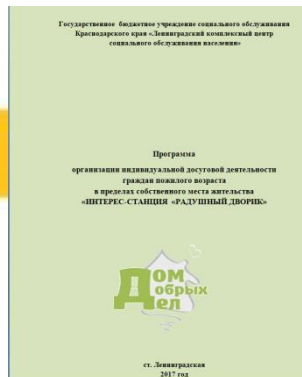 Государственное бюджетное учреждение социального обслуживания
Краснодарского края «Ленинградский комплексный центр
социального обслуживания населения»
Программа
организации индивидуальной досуговой деятельности
граждан пожилого возраста
в пределах собственного места жительства
«ИНТЕРЕС-СТАНЦИЯ «РАДУШНЫЙ ДВОРИК»
Дом
Добрых
Дел
ст. Ленинградская
2017 год